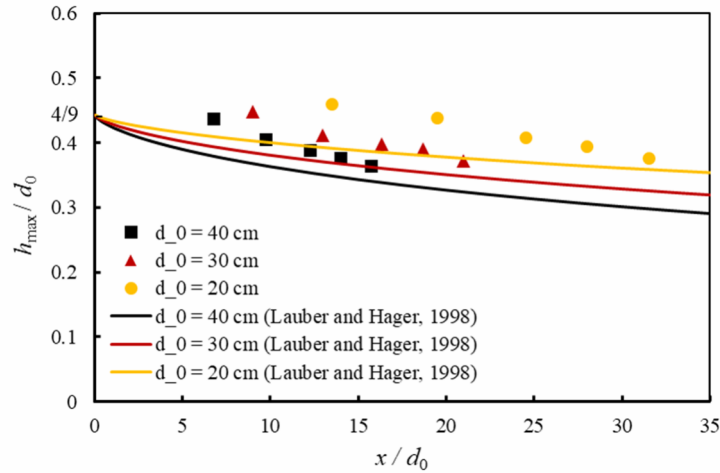 0.6
0.5
4/9
0.4
0.3
0.2
0.1
0
h_max / d_0
d_0 = 40 cm
d_0 = 30 cm
d_0 = 20 cm
d_0 = 40 cm (Lauber and Hager, 1998)
d_0 = 30 cm (Lauber and Hager, 1998)
d_0 = 20 cm (Lauber and Hager, 1998)
0 5 10 15 20 25 30 35
x / d_0